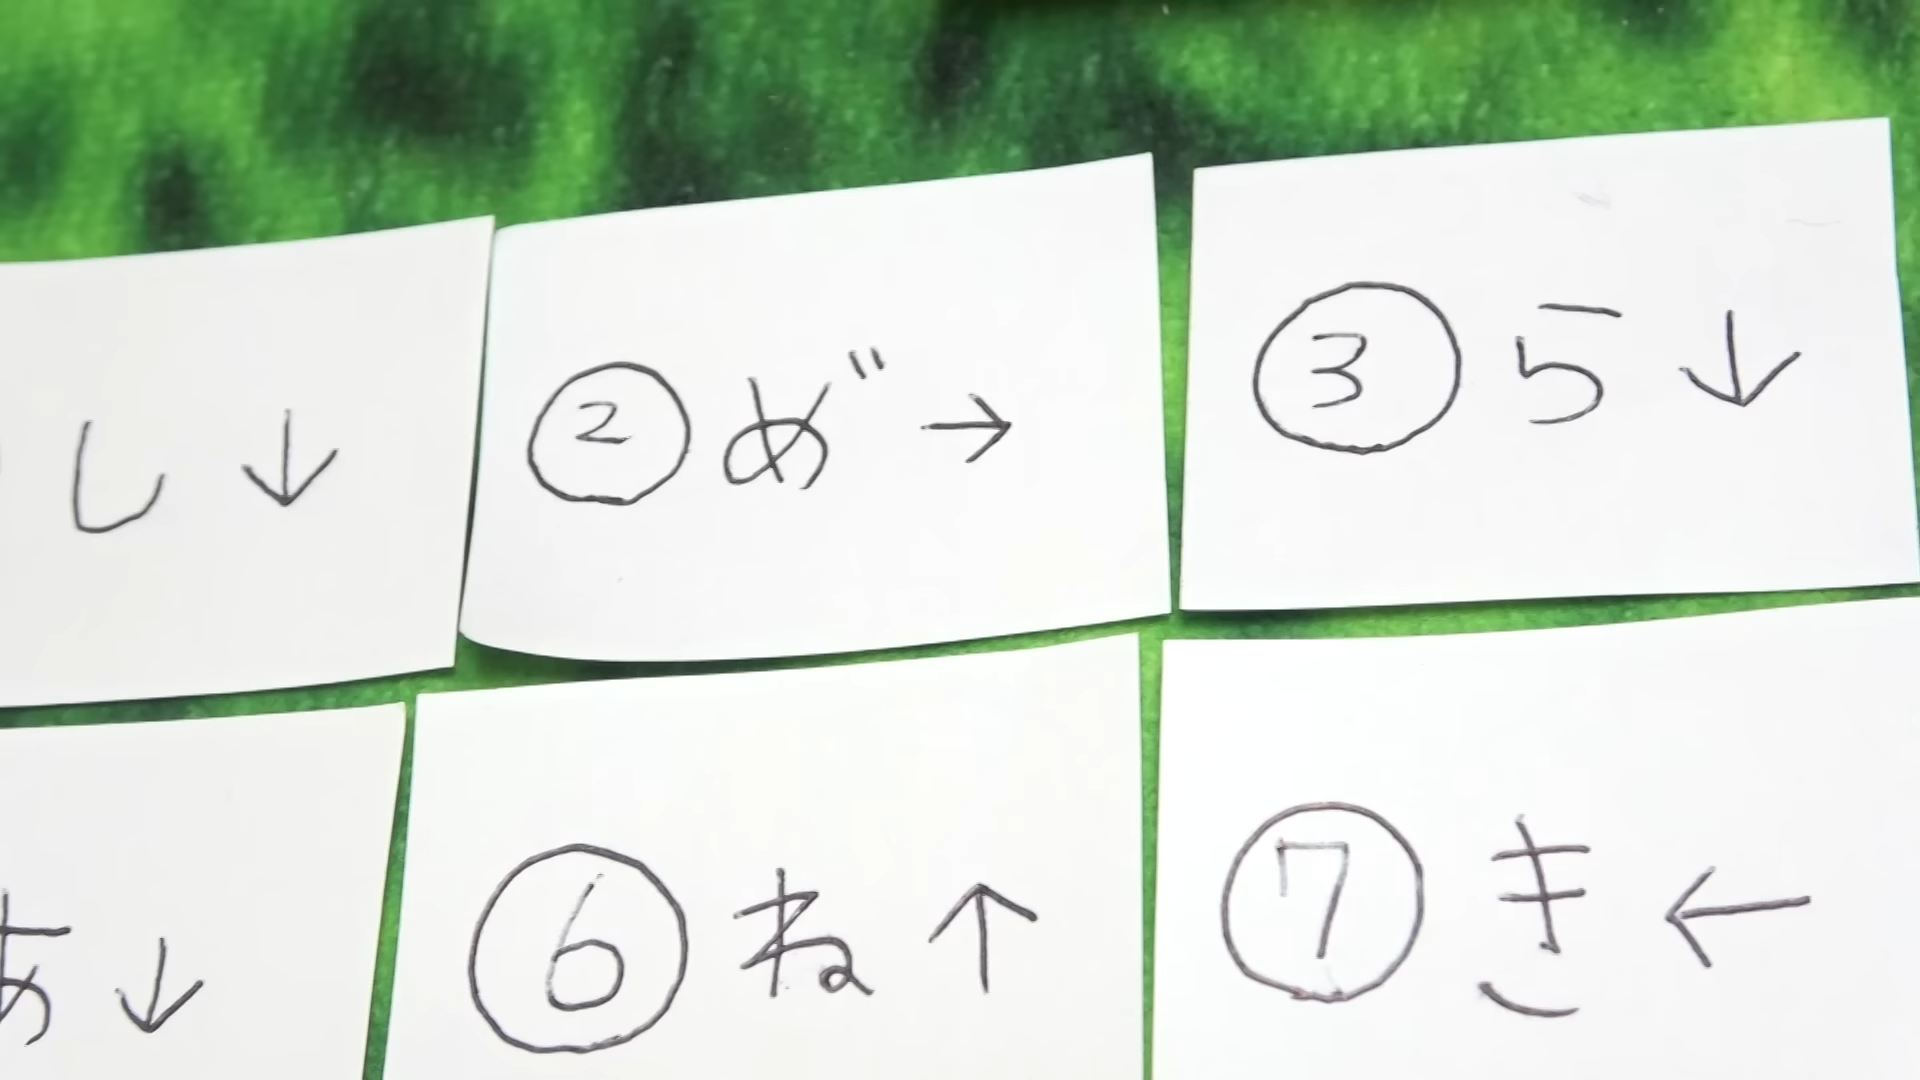 し ↓
② め゛ →
③ ら ↓
あ ↓
⑥ ね ↑
⑦ き ←